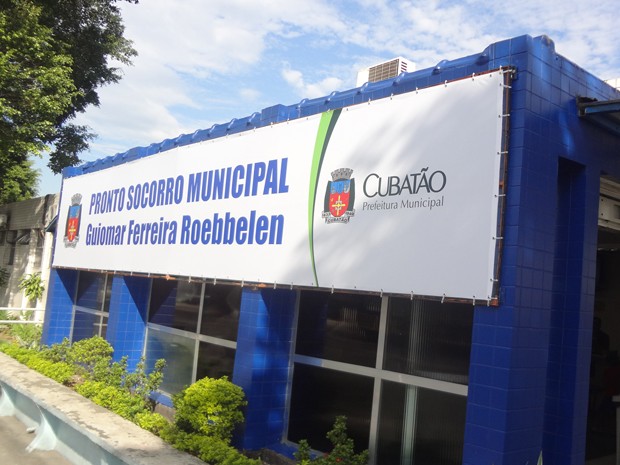 PRONTO SOCORRO MUNICIPAL
Guiomar Ferreira Roebbelen
CUBATÃO
Prefeitura Municipal